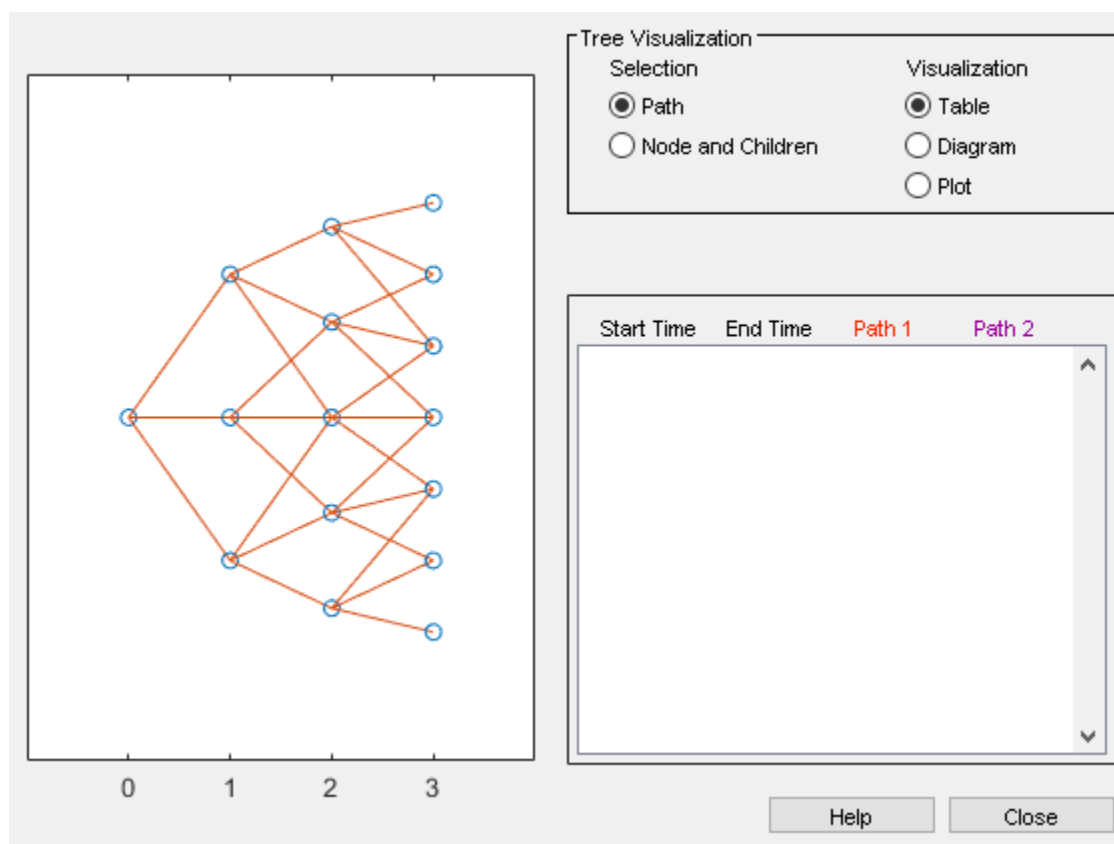 Tree Visualization
Selection Visualization
Path Table
Node and Children Diagram
Plot
Start Time End Time Path 1 Path 2
0 1 2 3
Help Close